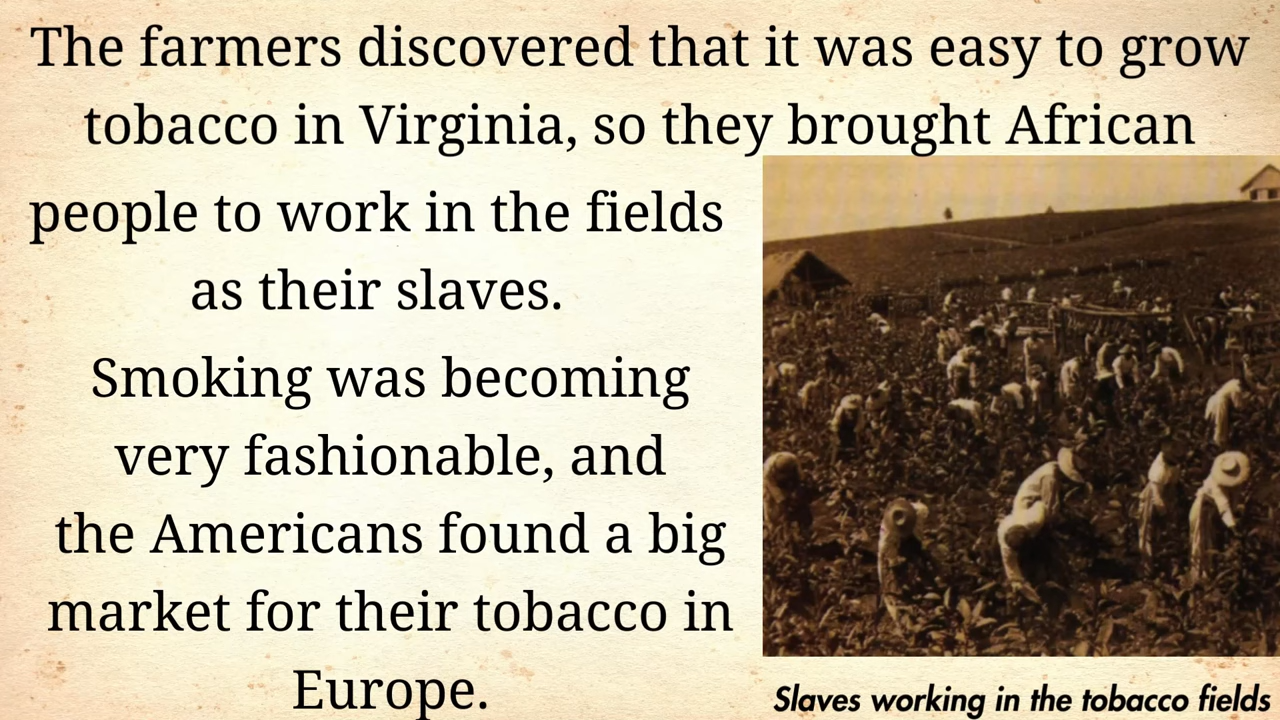 The farmers discovered that it was easy to grow
tobacco in Virginia, so they brought African
people to work in the fields
as their slaves.
Smoking was becoming
very fashionable, and
the Americans found a big
market for their tobacco in
Europe.
Slaves working in the tobacco fields